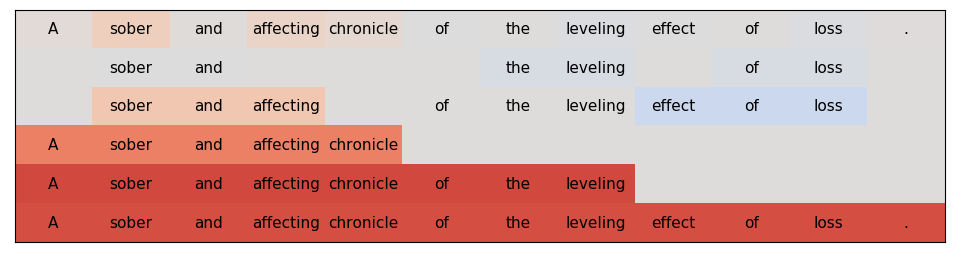 A sober and affecting chronicle of the leveling effect of loss .
sober and the leveling of loss
sober and affecting of the leveling effect of loss
A sober and affecting chronicle
A sober and affecting chronicle of the leveling
A sober and affecting chronicle of the leveling effect of loss .